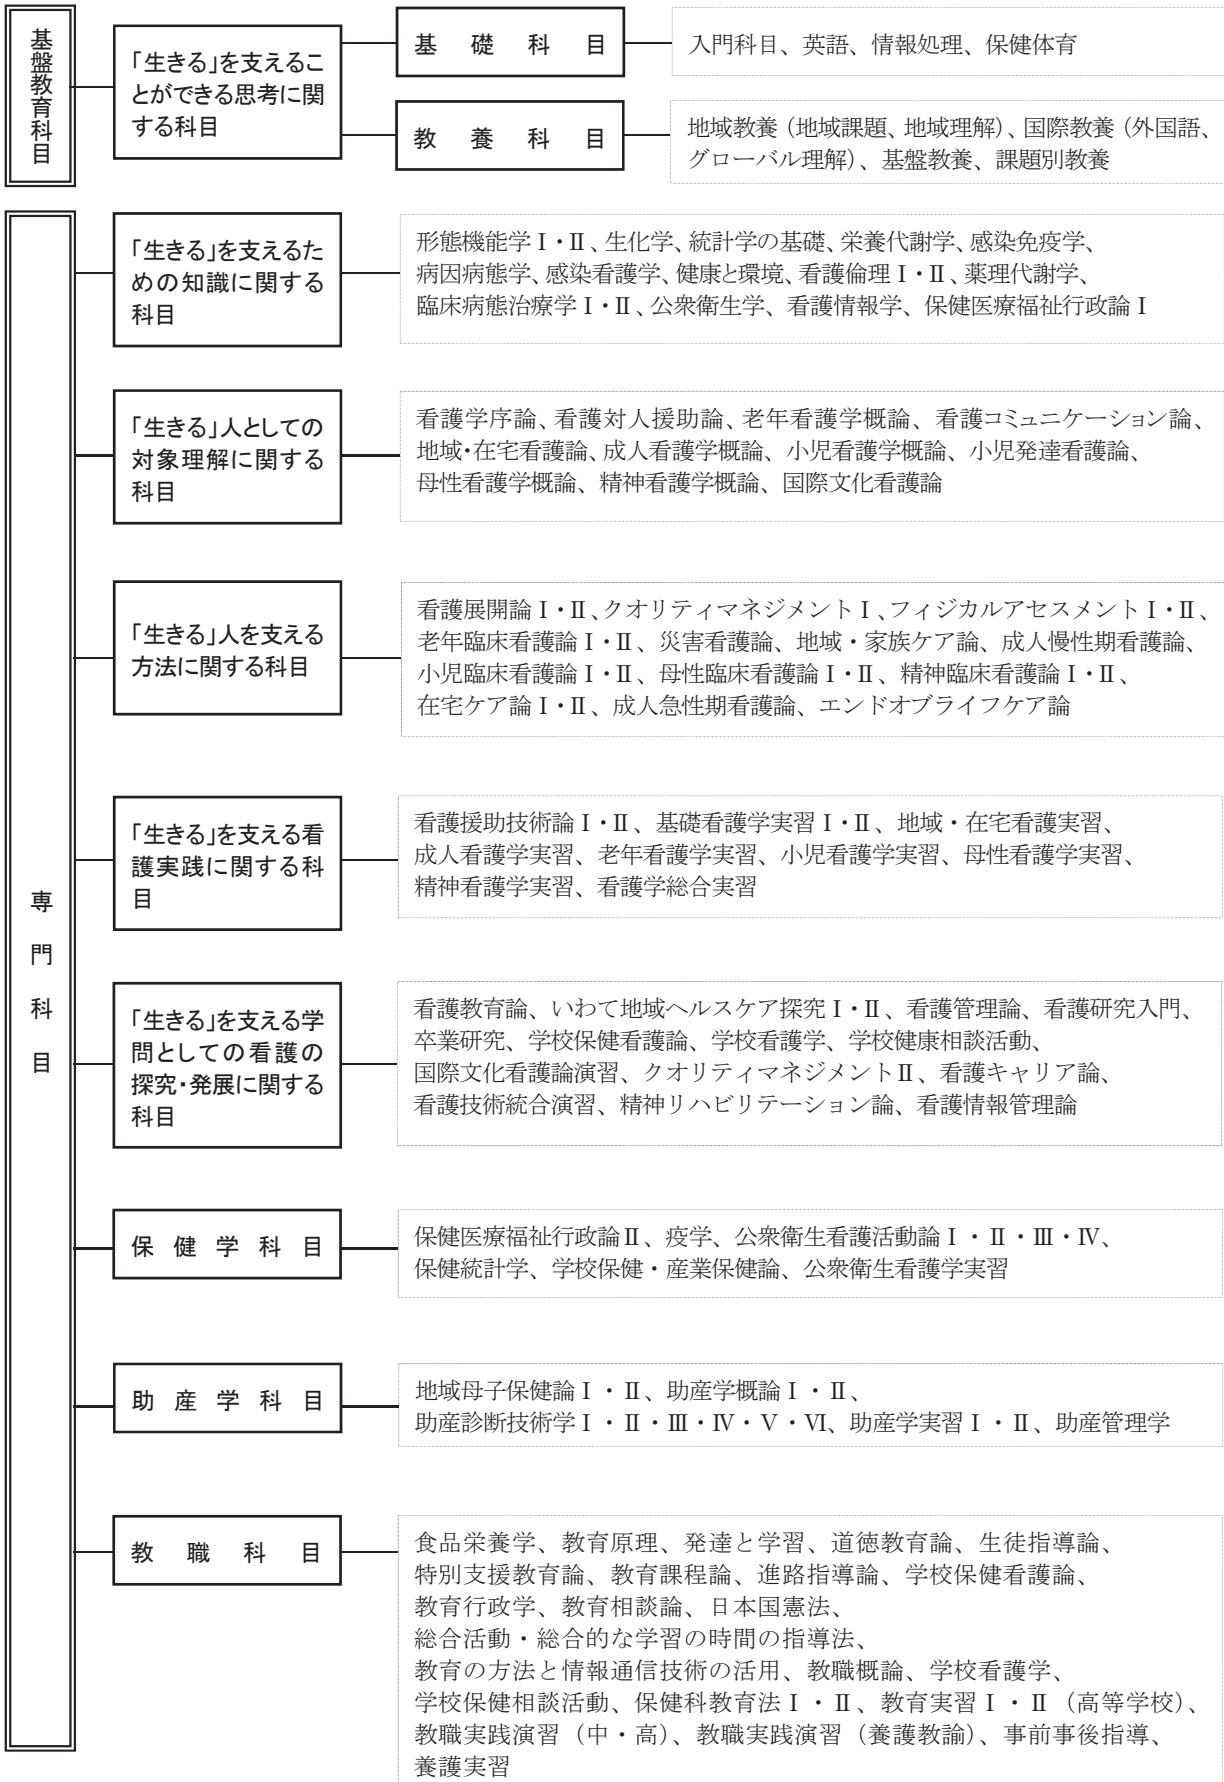 基盤教育科目
「生きる」を支えるこ
とができる思考に関
する科目
基礎科目
入門科目、英語、情報処理、保健体育
教養科目
地域教養（地域課題、地域理解）、国際教養（外国語、
グローバル理解）、基盤教養、課題別教養
専門科目
「生きる」を支えるた
めの知識に関する
科目
形態機能学Ⅰ・Ⅱ、生化学、統計学の基礎、栄養代謝学、感染免疫学、
病因病態学、感染看護学、健康と環境、看護倫理Ⅰ・Ⅱ、薬理代謝学、
臨床病態治療学Ⅰ・Ⅱ、公衆衛生学、看護情報学、保健医療福祉行政論Ⅰ
「生きる」人としての
対象理解に関する
科目
看護学序論、看護対人援助論、老年看護学概論、看護コミュニケーション論、
地域・在宅看護論、成人看護学概論、小児看護学概論、小児発達看護論、
母性看護学概論、精神看護学概論、国際文化看護論
「生きる」人を支える
方法に関する科目
看護展開論Ⅰ・Ⅱ、クオリティマネジメントⅠ、フィジカルアセスメントⅠ・Ⅱ、
老年臨床看護論Ⅰ・Ⅱ、災害看護論、地域・家族ケア論、成人慢性期看護論、
小児臨床看護論Ⅰ・Ⅱ、母性臨床看護論Ⅰ・Ⅱ、精神臨床看護論Ⅰ・Ⅱ、
在宅ケア論Ⅰ・Ⅱ、成人急性期看護論、エンドオブライフケア論
「生きる」を支える看
護実践に関する科
目
看護援助技術論Ⅰ・Ⅱ、基礎看護学実習Ⅰ・Ⅱ、地域・在宅看護実習、
成人看護学実習、老年看護学実習、小児看護学実習、母性看護学実習、
精神看護学実習、看護学総合実習
「生きる」を支える学
問としての看護の
探究・発展に関する
科目
看護教育論、いわて地域ヘルスケア探究Ⅰ・Ⅱ、看護管理論、看護研究入門、
卒業研究、学校保健看護論、学校看護学、学校健康相談活動、
国際文化看護論演習、クオリティマネジメントⅡ、看護キャリア論、
看護技術統合演習、精神リハビリテーション論、看護情報管理論
保健学科目
保健医療福祉行政論Ⅱ、疫学、公衆衛生看護活動論Ⅰ・Ⅱ・Ⅲ・Ⅳ、
保健統計学、学校保健・産業保健論、公衆衛生看護学実習
助産学科目
地域母子保健論Ⅰ・Ⅱ、助産学概論Ⅰ・Ⅱ、
助産診断技術学Ⅰ・Ⅱ・Ⅲ・Ⅳ・Ⅴ・Ⅵ、助産学実習Ⅰ・Ⅱ、助産管理学
教職科目
食品栄養学、教育原理、発達と学習、道徳教育論、生徒指導論、
特別支援教育論、教育課程論、進路指導論、学校保健看護論、
教育行政学、教育相談論、日本国憲法、
総合活動・総合的な学習の時間の指導法、
教育の方法と情報通信技術の活用、教職概論、学校看護学、
学校保健相談活動、保健科教育法Ⅰ・Ⅱ、教育実習Ⅰ・Ⅱ（高等学校）、
教職実践演習（中・高）、教職実践演習（養護教諭）、事前事後指導、
養護実習